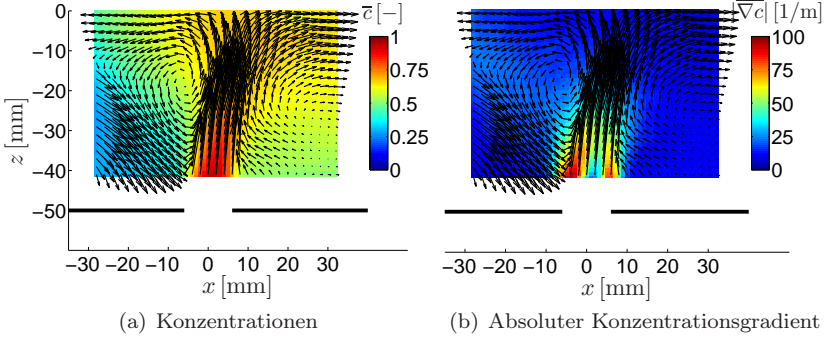 c̅ [−]
0
−10
−20
−30
−40
−50
z [mm]
1
0.75
0.5
0.25
0
−30 −20 −10 0 10 20 30
x [mm]
(a) Konzentrationen
|∇c| [1/m]
100
75
50
25
0
−30 −20 −10 0 10 20 30
x [mm]
(b) Absoluter Konzentrationsgradient